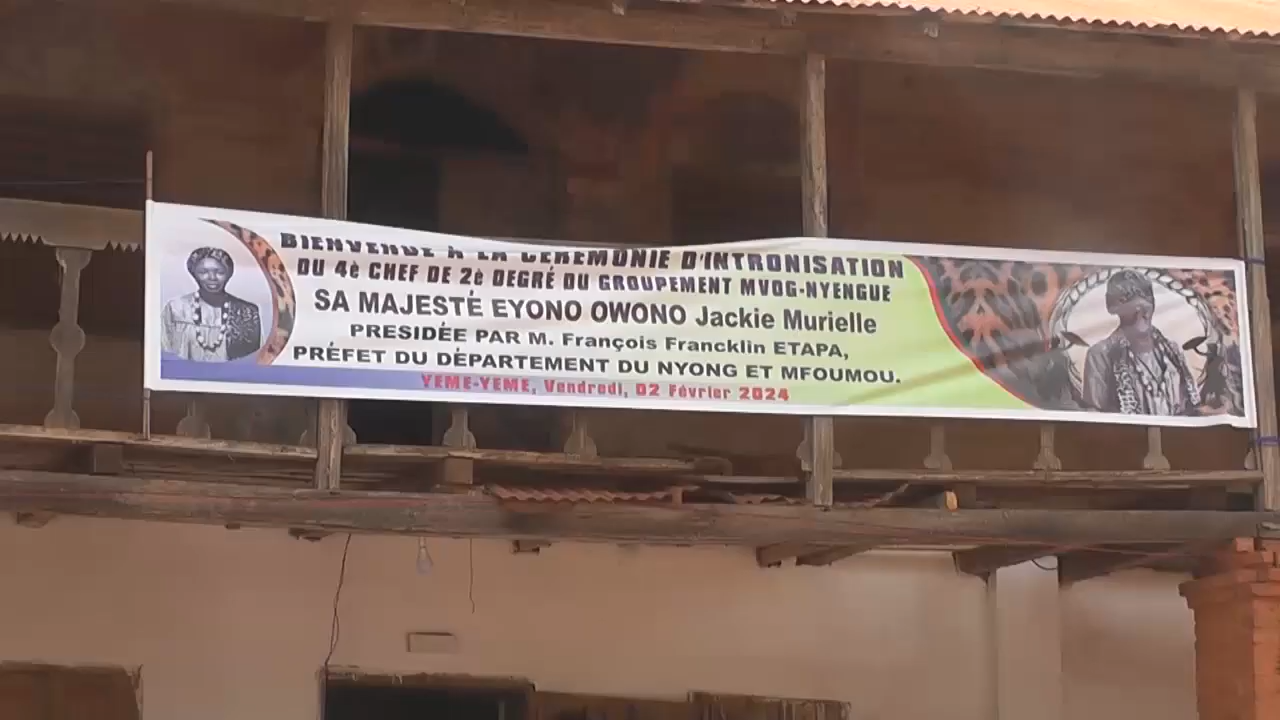 BIENVENUE À LA CEREMONIE D'INTRONISATION
DU 4è CHEF DE 2è DEGRÉ DU GROUPEMENT MVOG-NYENGUE
SA MAJESTÉ EYONO OWONO Jackie Murielle
PRESIDÉE PAR M. François Francklin ETAPA,
PRÉFET DU DÉPARTEMENT DU NYONG ET MFOUMOU.
YEME-YEME, Vendredi, 02 Février 2024